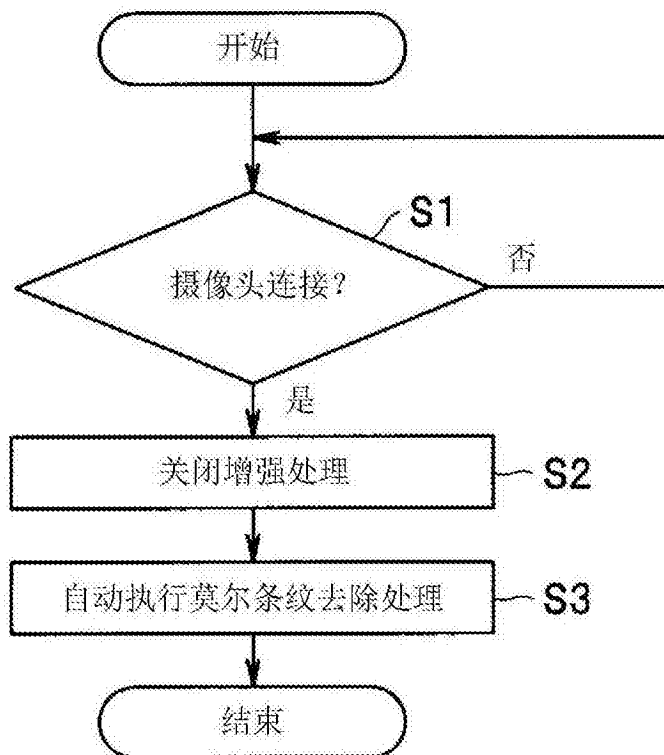 开始
S1
摄像头连接？
否
是
关闭增强处理
S2
自动执行莫尔条纹去除处理
S3
结束